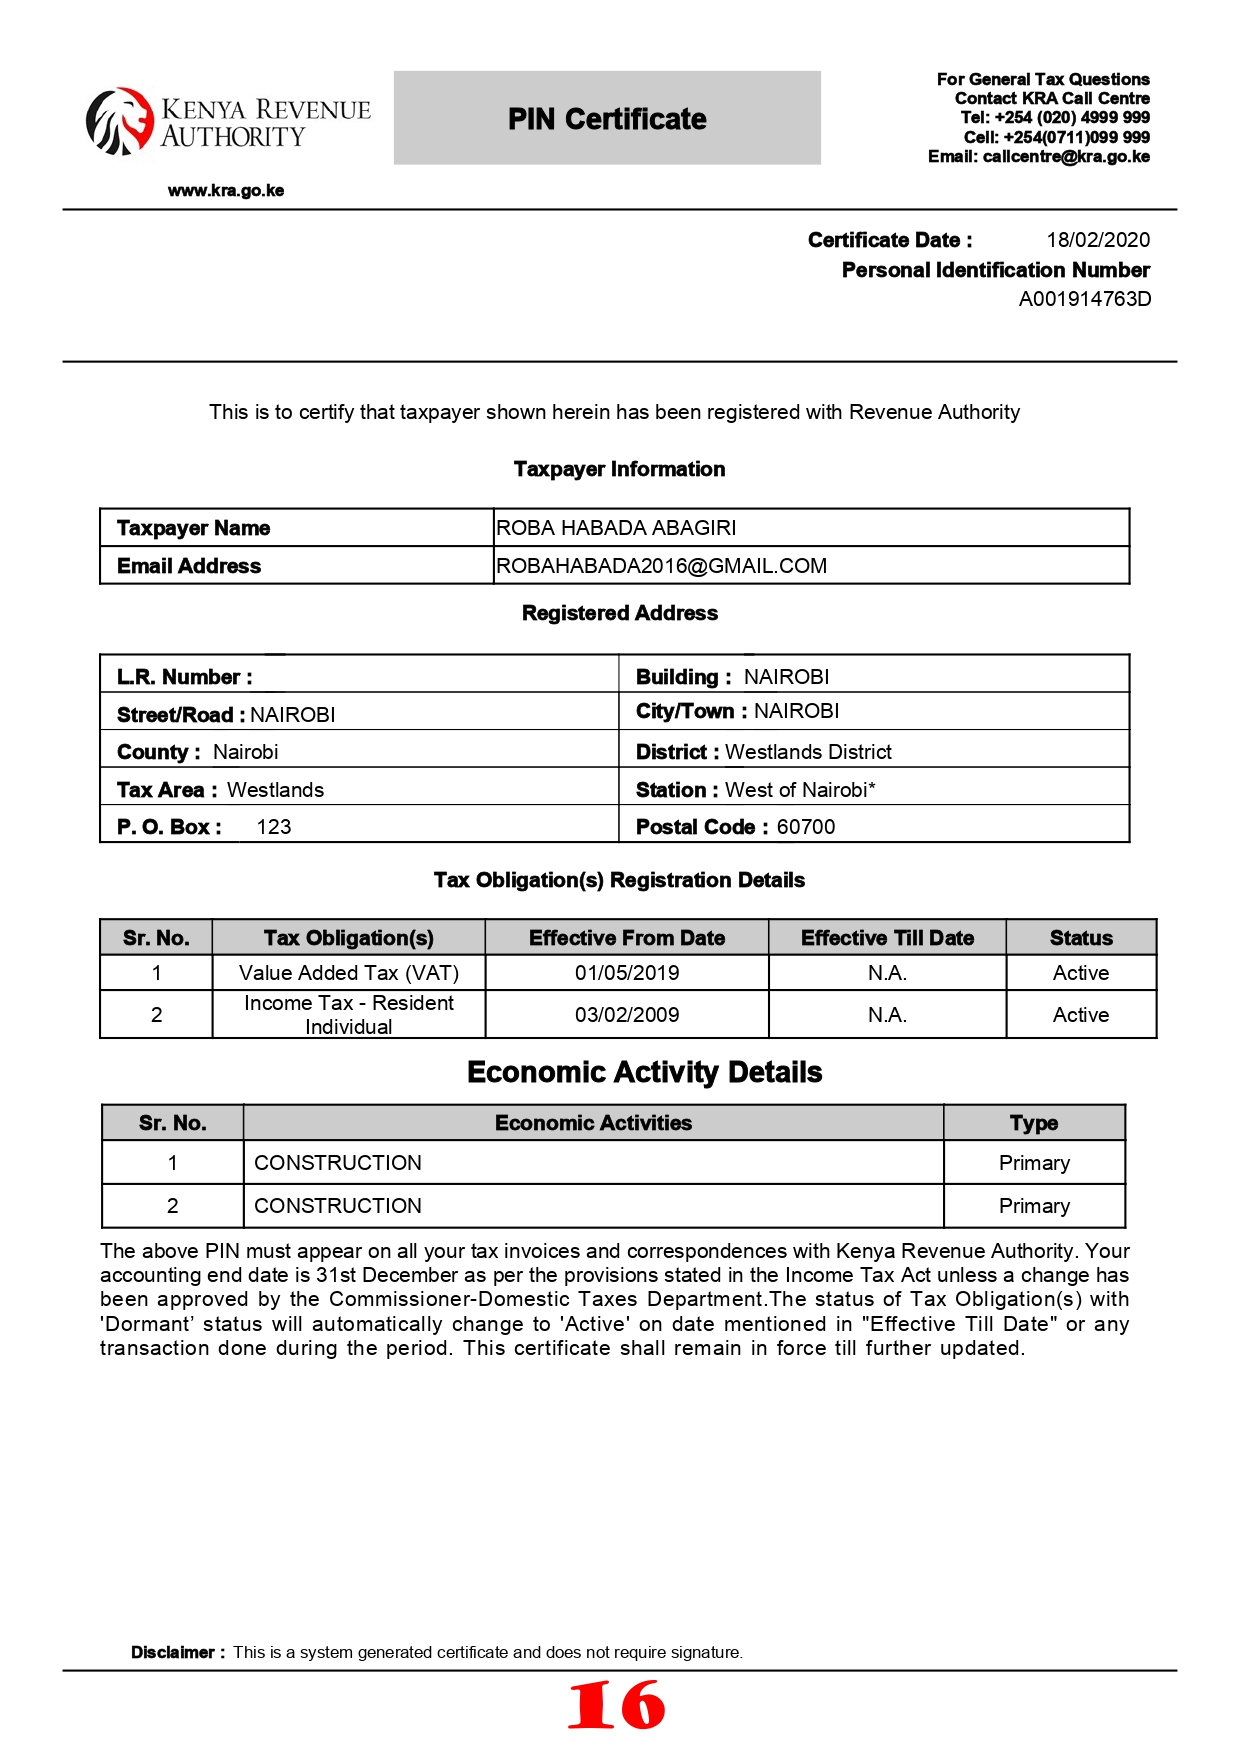 KENYA REVENUE
AUTHORITY
www.kra.go.ke
PIN Certificate
For General Tax Questions
Contact KRA Call Centre
Tel: +254 (020) 4999 999
Cell: +254(0711)099 999
Email: callcentre@kra.go.ke
Certificate Date : 18/02/2020
Personal Identification Number
A001914763D
This is to certify that taxpayer shown herein has been registered with Revenue Authority
Taxpayer Information
Taxpayer Name ROBA HABADA ABAGIRI
Email Address ROBAHABADA2016@GMAIL.COM
Registered Address
L.R. Number : Building : NAIROBI
Street/Road : NAIROBI City/Town : NAIROBI
County : Nairobi District : Westlands District
Tax Area : Westlands Station : West of Nairobi*
P. O. Box : 123 Postal Code : 60700
Tax Obligation(s) Registration Details
Sr. No. Tax Obligation(s) Effective From Date Effective Till Date Status
1 Value Added Tax (VAT) 01/05/2019 N.A. Active
2 Income Tax - Resident Individual 03/02/2009 N.A. Active
Economic Activity Details
Sr. No. Economic Activities Type
1 CONSTRUCTION Primary
2 CONSTRUCTION Primary
The above PIN must appear on all your tax invoices and correspondences with Kenya Revenue Authority. Your
accounting end date is 31st December as per the provisions stated in the Income Tax Act unless a change has
been approved by the Commissioner-Domestic Taxes Department.The status of Tax Obligation(s) with
'Dormant’ status will automatically change to 'Active' on date mentioned in "Effective Till Date" or any
transaction done during the period. This certificate shall remain in force till further updated.
Disclaimer : This is a system generated certificate and does not require signature.
16